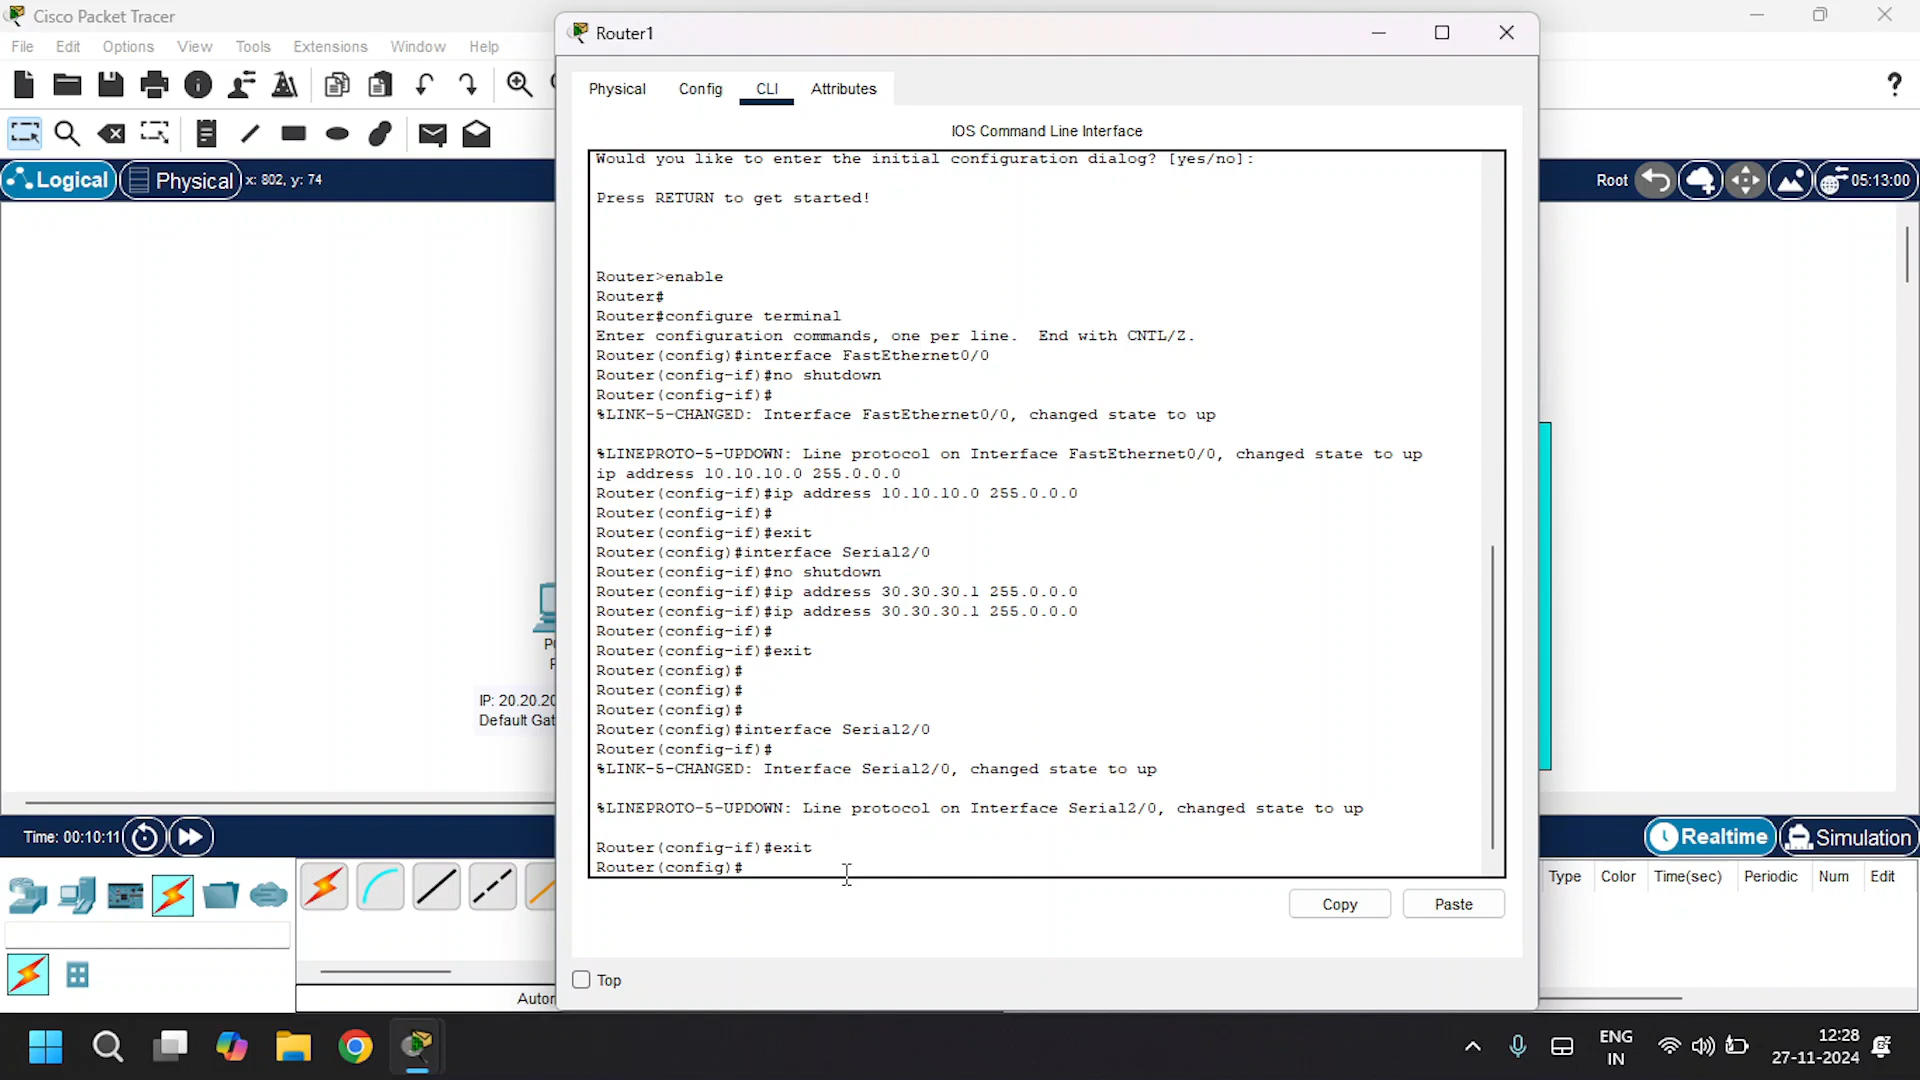 Cisco Packet Tracer
File Edit Options View Tools Extensions Window Help
Logical Physical x: 802, y: 74
Root 05:13:00
Router1
Physical Config CLI Attributes
IOS Command Line Interface
Would you like to enter the initial configuration dialog? [yes/no]:
Press RETURN to get started!
Router>enable
Router#
Router#configure terminal
Enter configuration commands, one per line. End with CNTL/Z.
Router(config)#interface FastEthernet0/0
Router(config-if)#no shutdown
Router(config-if)#
%LINK-5-CHANGED: Interface FastEthernet0/0, changed state to up
%LINEPROTO-5-UPDOWN: Line protocol on Interface FastEthernet0/0, changed state to up
ip address 10.10.10.0 255.0.0.0
Router(config-if)#ip address 10.10.10.0 255.0.0.0
Router(config-if)#
Router(config-if)#exit
Router(config)#interface Serial2/0
Router(config-if)#no shutdown
Router(config-if)#ip address 30.30.30.1 255.0.0.0
Router(config-if)#ip address 30.30.30.1 255.0.0.0
Router(config-if)#
Router(config-if)#exit
Router(config)#
Router(config)#
Router(config)#
Router(config)#interface Serial2/0
Router(config-if)#
%LINK-5-CHANGED: Interface Serial2/0, changed state to up
%LINEPROTO-5-UPDOWN: Line protocol on Interface Serial2/0, changed state to up
Router(config-if)#exit
Router(config)#
Copy Paste
Top
IP: 20.20.20
Default Gat
Time: 00:10:11
Realtime Simulation
Type Color Time(sec) Periodic Num Edit
Autor
ENG
IN
12:28
27-11-2024